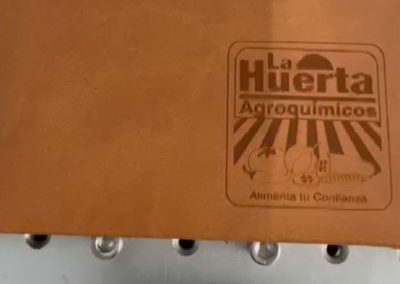 La
Huerta
Agroquímicos
Alimenta tu Confianza